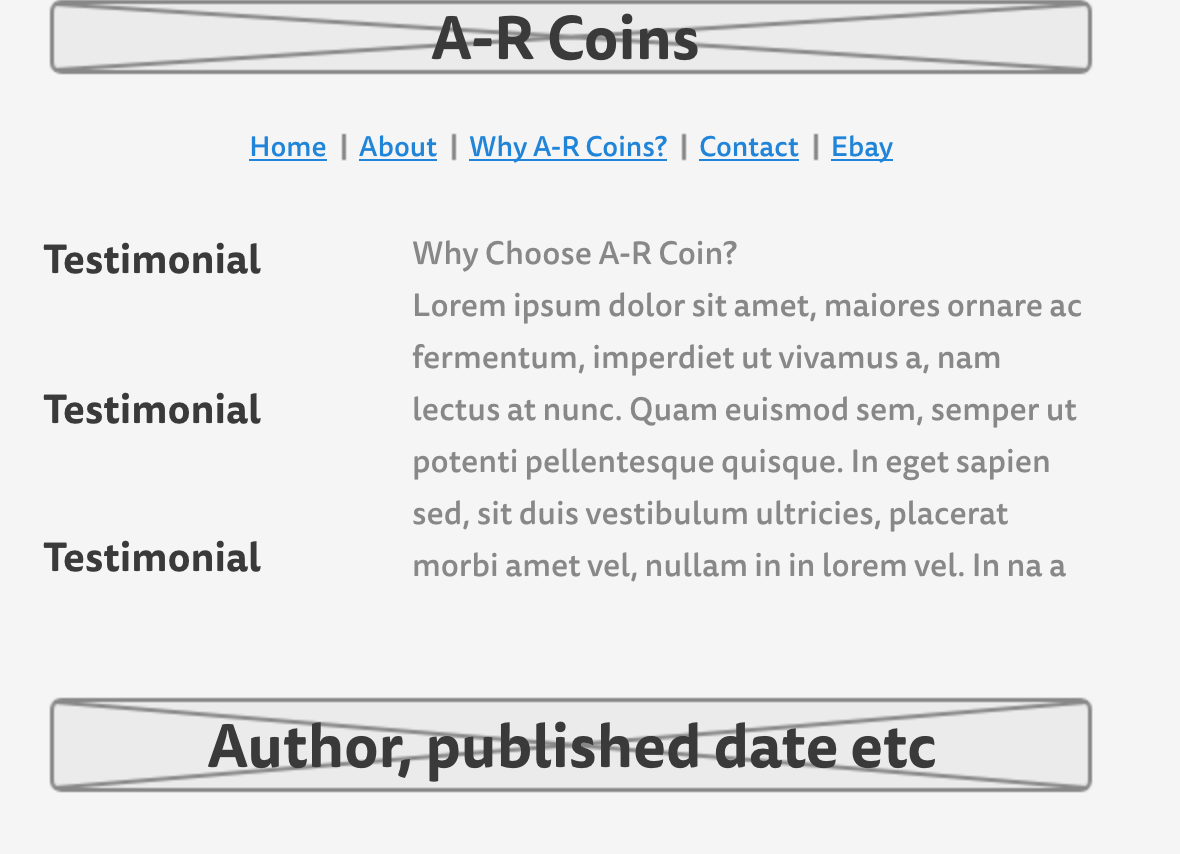 A-R Coins
Home | About | Why A-R Coins? | Contact | Ebay
Testimonial
Testimonial
Testimonial
Why Choose A-R Coin?
Lorem ipsum dolor sit amet, maiores ornare ac
fermentum, imperdiet ut vivamus a, nam
lectus at nunc. Quam euismod sem, semper ut
potenti pellentesque quisque. In eget sapien
sed, sit duis vestibulum ultricies, placerat
morbi amet vel, nullam in in lorem vel. In na a
Author, published date etc